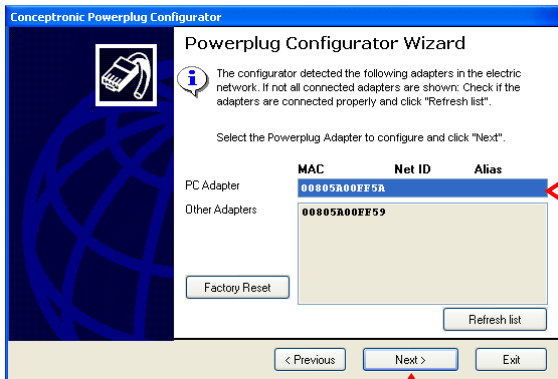 Conceptronic Powerplug Configurator
Powerplug Configurator Wizard
The configurator detected the following adapters in the electric
network. If not all connected adapters are shown: Check if the
adapters are connected properly and click "Refresh list".
Select the Powerplug Adapter to configure and click "Next".
MAC Net ID Alias
PC Adapter 00805A00FF5A
Other Adapters 00805A00FF59
Factory Reset
Refresh list
< Previous Next > Exit